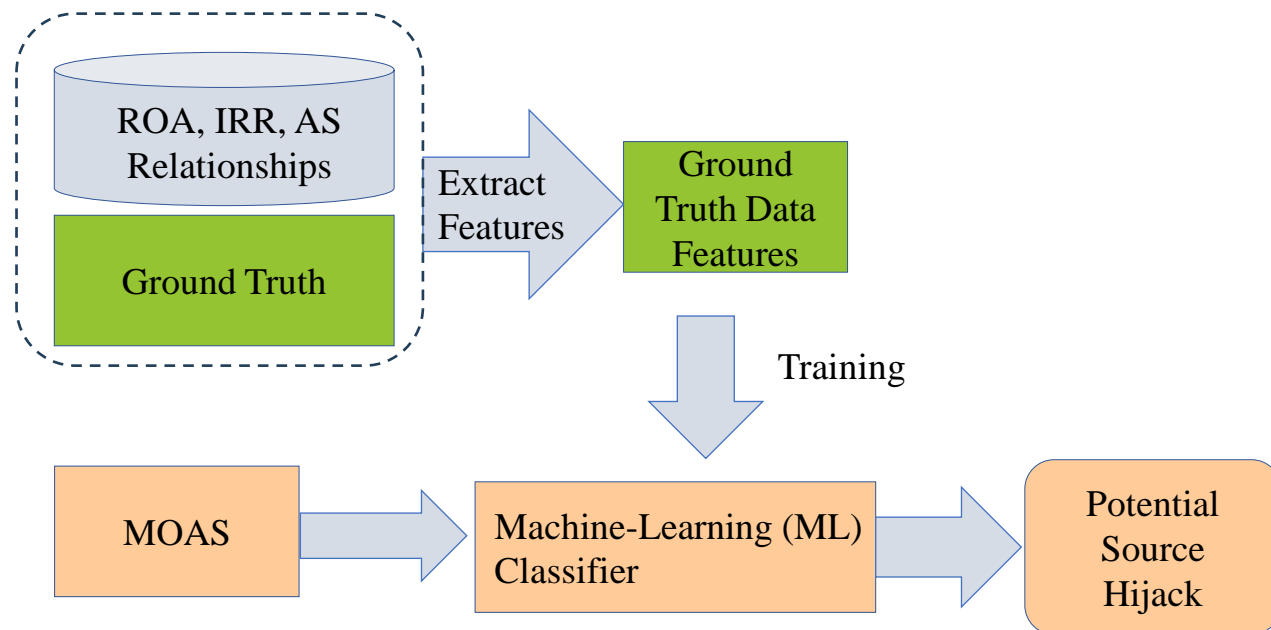 ROA, IRR, AS
Relationships
Ground Truth
Extract
Features
Ground
Truth Data
Features
Training
MOAS
Machine-Learning (ML)
Classifier
Potential
Source
Hijack